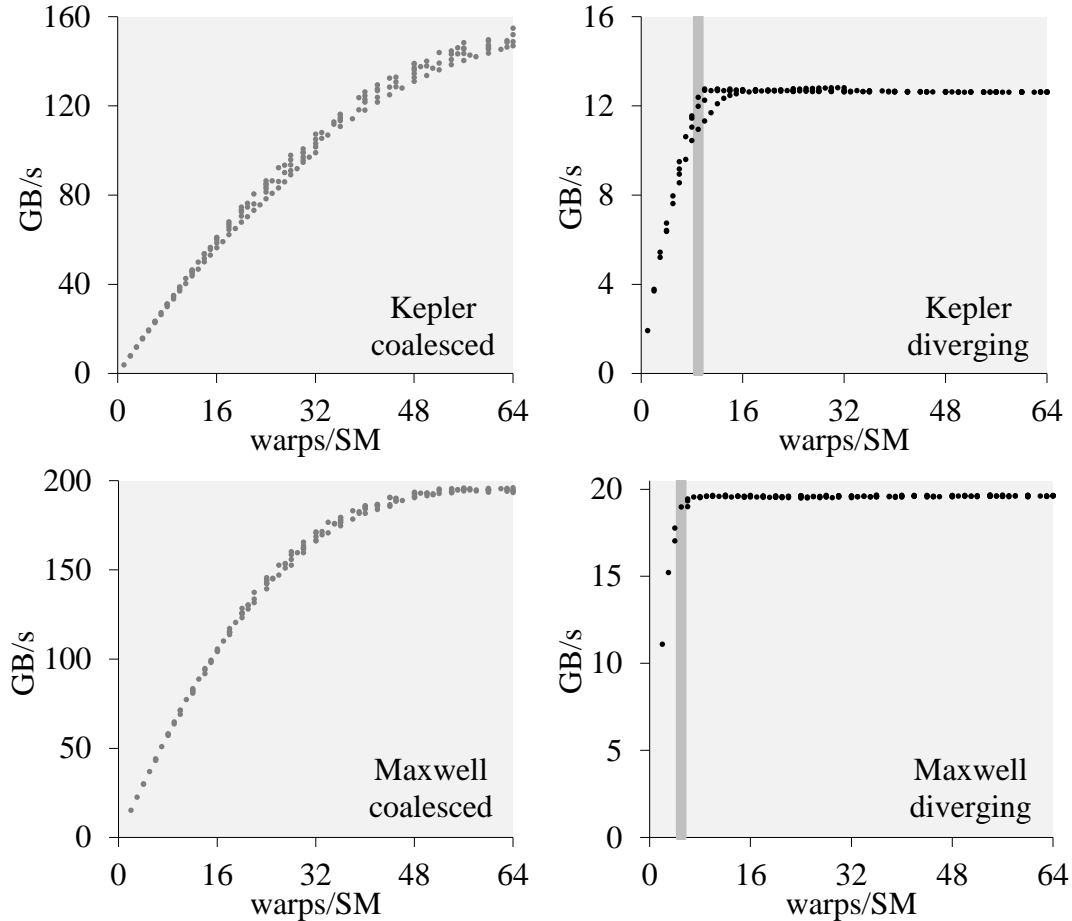 GB/s
160
120
80
40
0
Kepler
coalesced
0 16 32 48 64
warps/SM
GB/s
16
12
8
4
0
Kepler
diverging
0 16 32 48 64
warps/SM
GB/s
200
150
100
50
0
Maxwell
coalesced
0 16 32 48 64
warps/SM
GB/s
20
15
10
5
0
Maxwell
diverging
0 16 32 48 64
warps/SM